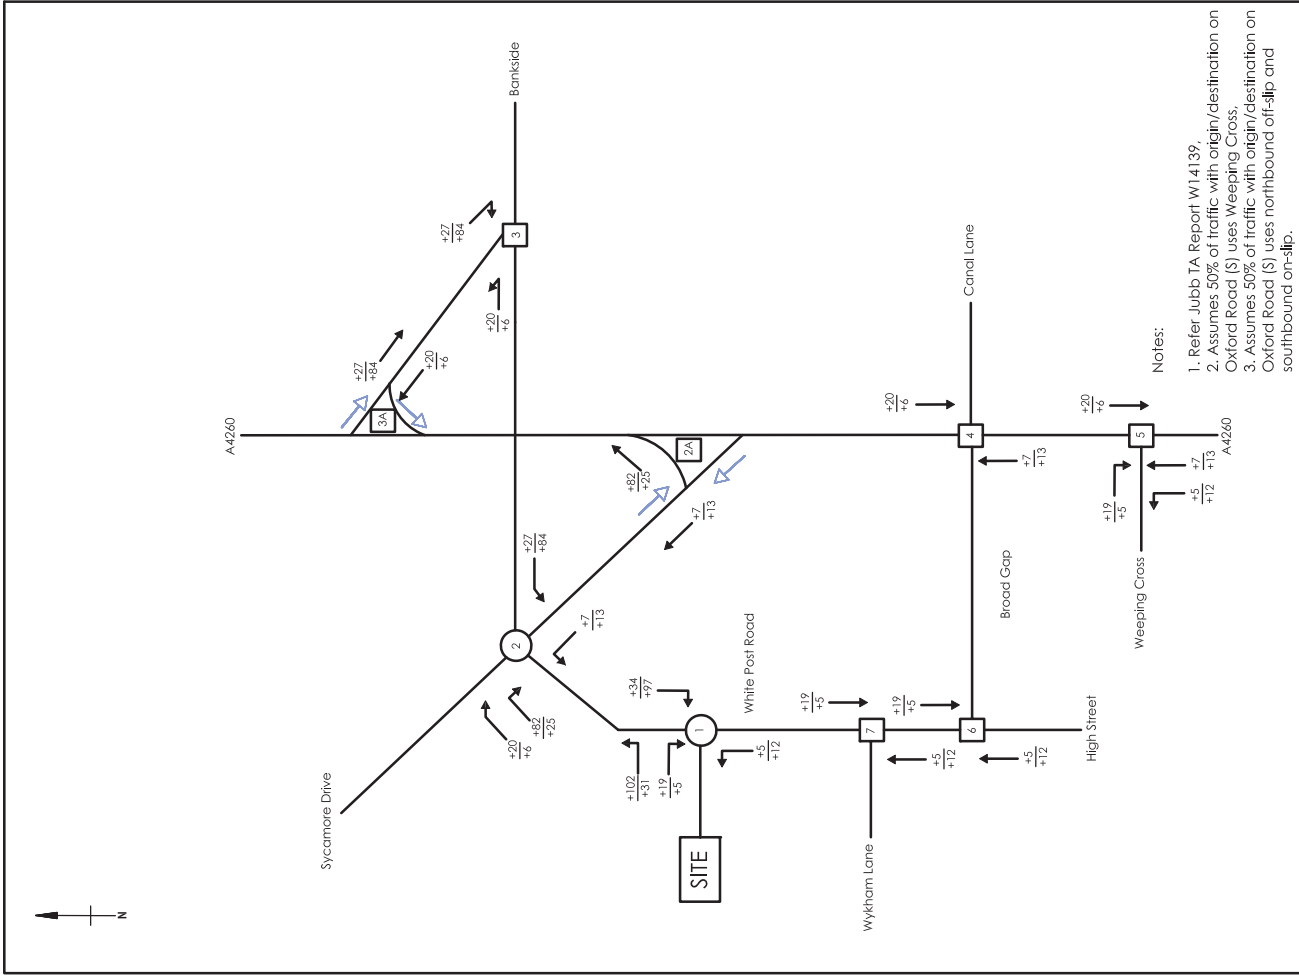 Bankside
+27
+84
3
+27
+84
+20
+6
+20
+6
3A
A4260
Canal Lane
+20
+6
4
+7
+13
+20
+6
5
A4260
+7
+13
+19
+5
+5
+12
2A
+82
+25
+7
+13
Broad Gap
Weeping Cross
+27
+84
2
+7
+13
+20
+6
+82
+25
White Post Road
+34
+97
1
+102
+31
+19
+5
+5
+12
+19
+5
7
+19
+5
6
+5
+12
+5
+12
High Street
Sycamore Drive
SITE
Wykham Lane
N
Notes:
1. Refer Jubb TA Report W14139,
2. Assumes 50% of traffic with origin/destination on
Oxford Road (S) uses Weeping Cross,
3. Assumes 50% of traffic with origin/destination on
Oxford Road (S) uses northbound off-slip and
southbound on-slip.